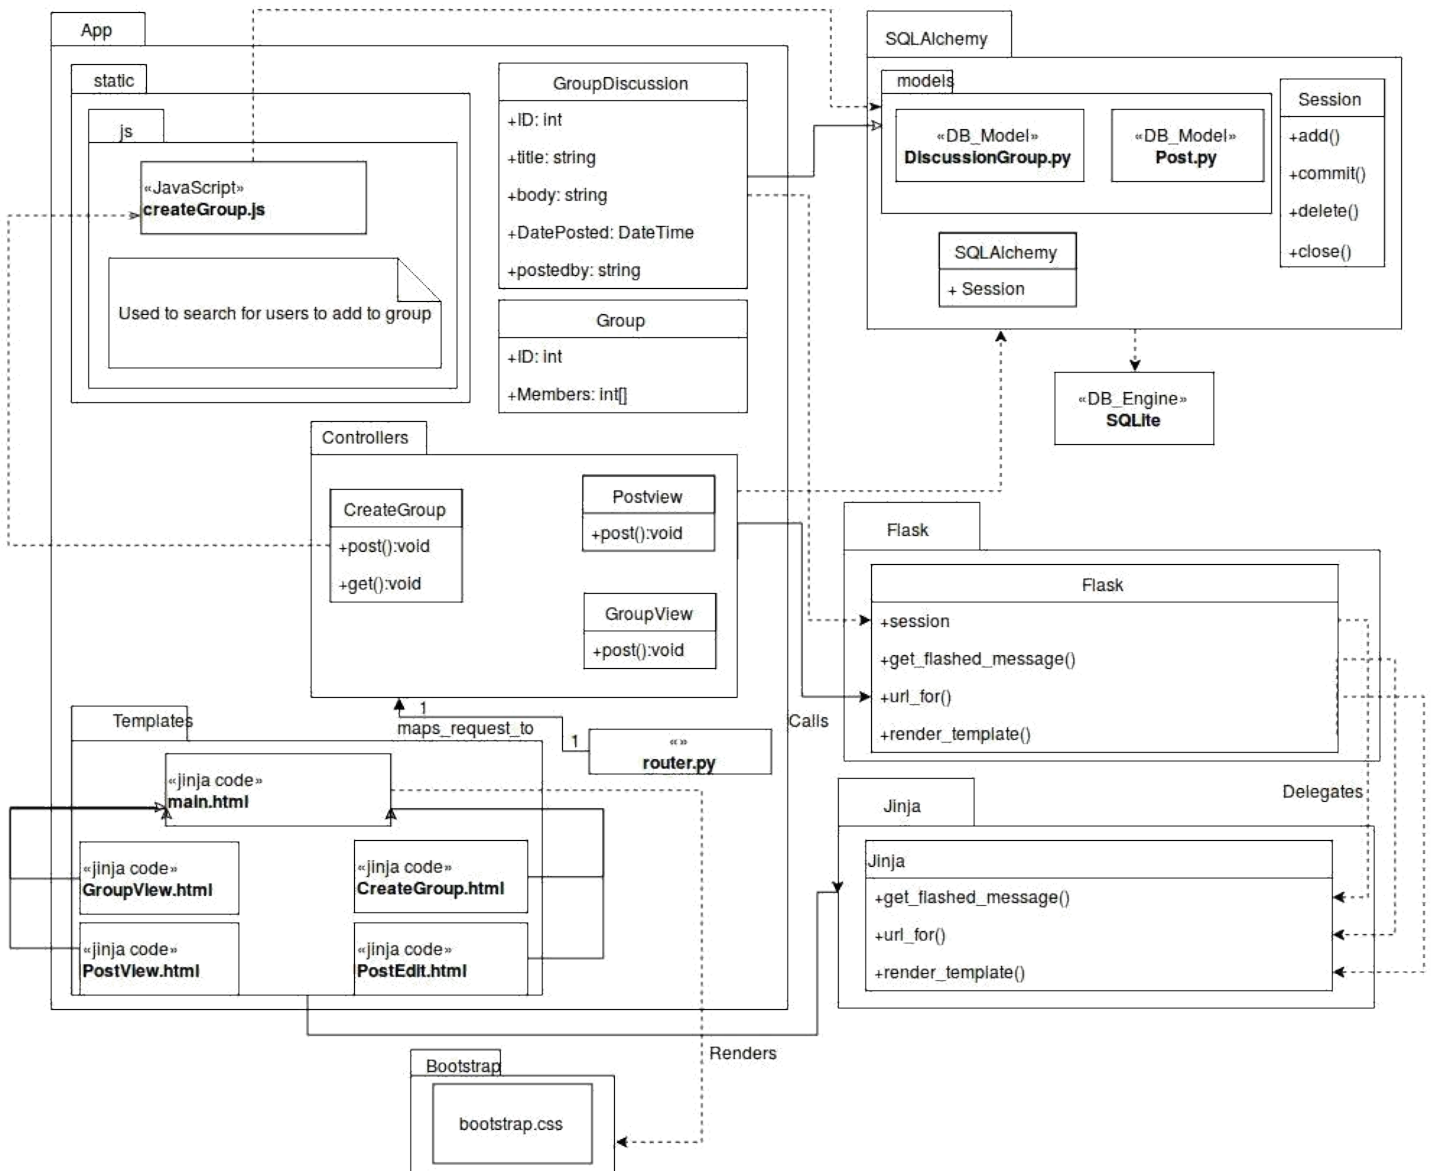 App
static
js
«JavaScript»
createGroup.js
Used to search for users to add to group
GroupDiscussion
+ID: int
+title: string
+body: string
+DatePosted: DateTime
+postedby: string
Group
+ID: int
+Members: int[]
SQLAlchemy
models
«DB_Model»
DiscussionGroup.py
«DB_Model»
Post.py
Session
+add()
+commit()
+delete()
+close()
SQLAlchemy
+ Session
«DB_Engine»
SQLite
Controllers
CreateGroup
+post():void
+get():void
Postview
+post():void
GroupView
+post():void
1
maps_request_to
1
«»
router.py
Calls
Flask
Flask
+session
+get_flashed_message()
+url_for()
+render_template()
Delegates
Templates
«jinja code»
main.html
«jinja code»
GroupView.html
«jinja code»
CreateGroup.html
«jinja code»
PostView.html
«jinja code»
PostEdit.html
Jinja
Jinja
+get_flashed_message()
+url_for()
+render_template()
Renders
Bootstrap
bootstrap.css